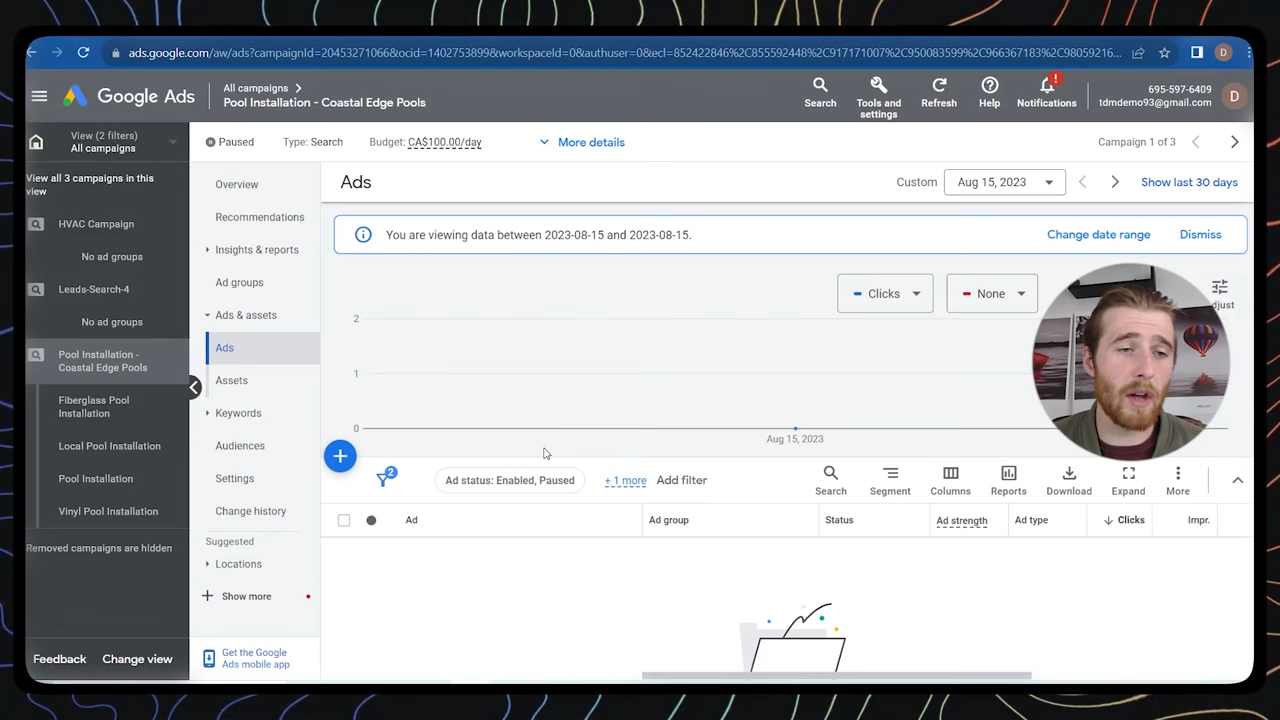 ads.google.com/aw/ads?campaignId=20453271066&ocid=1402753899&workspaceId=0&authuser=0&ecl=852422846%2C855592448%2C917171007%2C950083599%2C966367183%2C98059216...
D
Google Ads
All campaigns
Pool Installation - Coastal Edge Pools
Search
Tools and settings
Refresh
Help
!
Notifications
695-597-6409
tdmdemo93@gmail.com
D
View (2 filters)
All campaigns
Paused
Type: Search
Budget: CA$100.00/day
More details
Campaign 1 of 3
View all 3 campaigns in this
view
HVAC Campaign
No ad groups
Leads-Search-4
No ad groups
Pool Installation -
Coastal Edge Pools
Fiberglass Pool
Installation
Local Pool Installation
Pool Installation
Vinyl Pool Installation
Removed campaigns are hidden
Feedback
Change view
Overview
Recommendations
Insights & reports
Ad groups
Ads & assets
Ads
Assets
Keywords
Audiences
Settings
Change history
Suggested
Locations
Show more
Get the Google
Ads mobile app
Ads
Custom
Aug 15, 2023
Show last 30 days
You are viewing data between 2023-08-15 and 2023-08-15.
Change date range
Dismiss
Clicks
None
2
1
0
Aug 15, 2023
2
Ad status: Enabled, Paused
+ 1 more
Add filter
Search
Segment
Columns
Reports
Download
Expand
More
Ad
Ad group
Status
Ad strength
Ad type
Clicks
Impr.